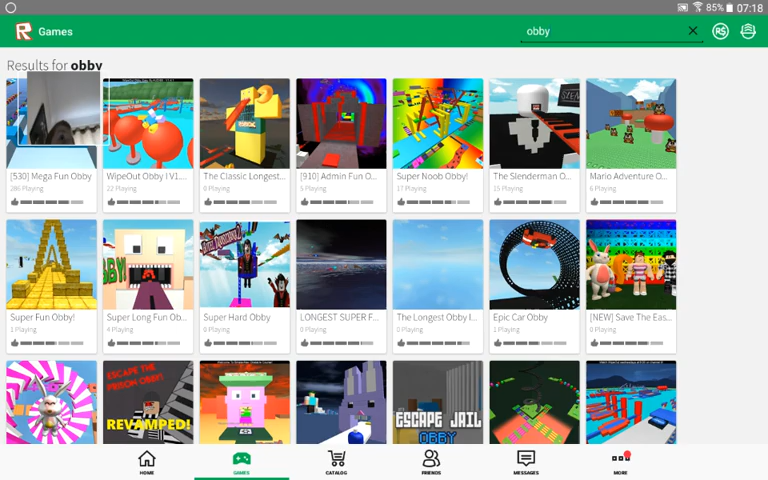 85% 07:18
R Games obby R$
Results for obby
[530] Mega Fun Obby
286 Playing
WipeOut Obby I V1....
22 Playing
The Classic Longest...
0 Playing
[910] Admin Fun O...
5 Playing
Super Noob Obby!
17 Playing
The Slenderman O...
15 Playing
Mario Adventure O...
6 Playing
Super Fun Obby!
1 Playing
Super Long Fun Ob...
4 Playing
Super Hard Obby
0 Playing
LONGEST SUPER F...
0 Playing
The Longest Obby I...
0 Playing
Epic Car Obby
1 Playing
[NEW] Save The Eas...
0 Playing
ESCAPE THE
PRISON OBBY!
REVAMPED!
ESCAPE JAIL
OBBY
HOME
GAMES
CATALOG
FRIENDS
MESSAGES
MORE